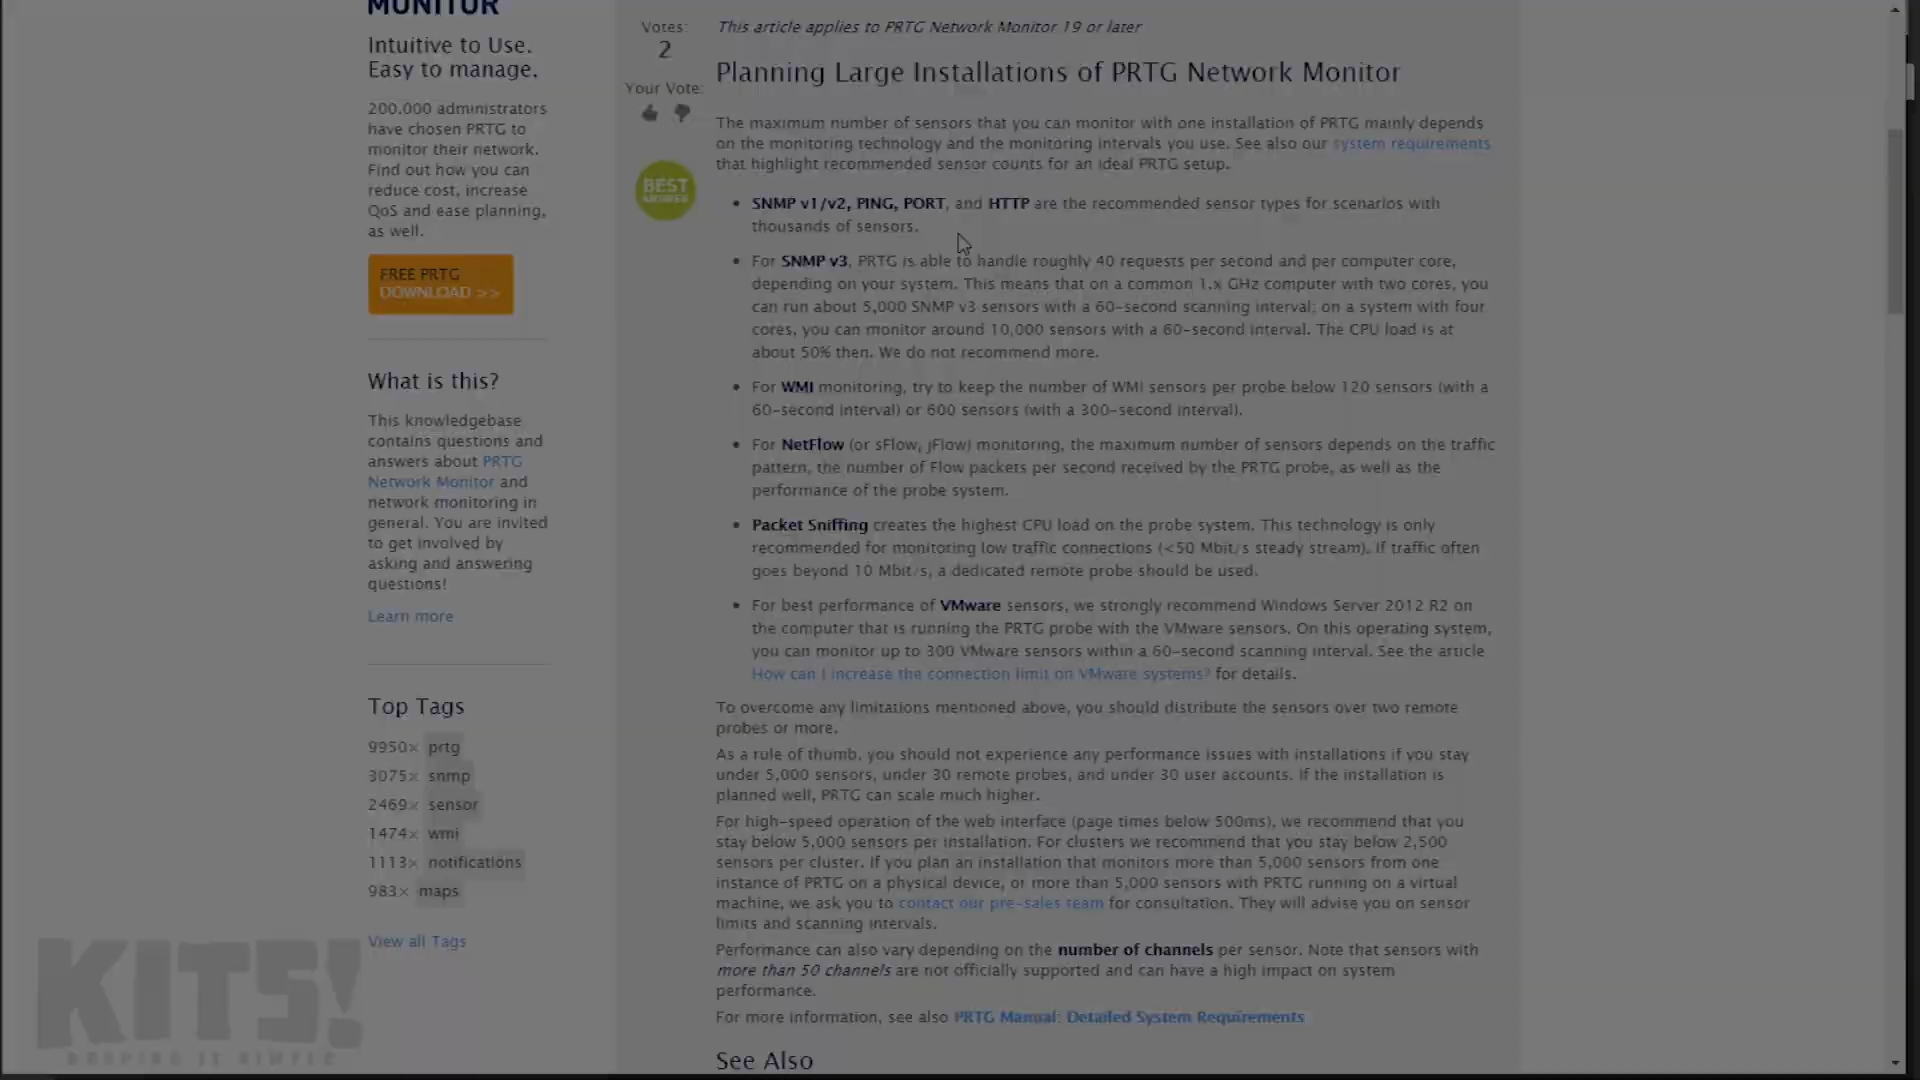 MONITOR
Intuitive to Use.
Easy to manage.
200.000 administrators
have chosen PRTG to
monitor their network.
Find out how you can
reduce cost, increase
QoS and ease planning,
as well.
FREE PRTG
DOWNLOAD >>
What is this?
This knowledgebase
contains questions and
answers about PRTG
Network Monitor and
network monitoring in
general. You are invited
to get involved by
asking and answering
questions!
Learn more
Top Tags
9950× prtg
3075× snmp
2469× sensor
1474× wmi
1113× notifications
983× maps
View all Tags
Votes:
2
Your Vote:
BEST
ANSWER
This article applies to PRTG Network Monitor 19 or later
Planning Large Installations of PRTG Network Monitor
The maximum number of sensors that you can monitor with one installation of PRTG mainly depends
on the monitoring technology and the monitoring intervals you use. See also our system requirements
that highlight recommended sensor counts for an ideal PRTG setup.
• SNMP v1/v2, PING, PORT, and HTTP are the recommended sensor types for scenarios with
thousands of sensors.
• For SNMP v3, PRTG is able to handle roughly 40 requests per second and per computer core,
depending on your system. This means that on a common 1.x GHz computer with two cores, you
can run about 5,000 SNMP v3 sensors with a 60-second scanning interval; on a system with four
cores, you can monitor around 10,000 sensors with a 60-second interval. The CPU load is at
about 50% then. We do not recommend more.
• For WMI monitoring, try to keep the number of WMI sensors per probe below 120 sensors (with a
60-second interval) or 600 sensors (with a 300-second interval).
• For NetFlow (or sFlow, jFlow) monitoring, the maximum number of sensors depends on the traffic
pattern, the number of Flow packets per second received by the PRTG probe, as well as the
performance of the probe system.
• Packet Sniffing creates the highest CPU load on the probe system. This technology is only
recommended for monitoring low traffic connections (<50 Mbit/s steady stream). If traffic often
goes beyond 10 Mbit/s, a dedicated remote probe should be used.
• For best performance of VMware sensors, we strongly recommend Windows Server 2012 R2 on
the computer that is running the PRTG probe with the VMware sensors. On this operating system,
you can monitor up to 300 VMware sensors within a 60-second scanning interval. See the article
How can I increase the connection limit on VMware systems? for details.
To overcome any limitations mentioned above, you should distribute the sensors over two remote
probes or more.
As a rule of thumb, you should not experience any performance issues with installations if you stay
under 5,000 sensors, under 30 remote probes, and under 30 user accounts. If the installation is
planned well, PRTG can scale much higher.
For high-speed operation of the web interface (page times below 500ms), we recommend that you
stay below 5,000 sensors per installation. For clusters we recommend that you stay below 2,500
sensors per cluster. If you plan an installation that monitors more than 5,000 sensors from one
instance of PRTG on a physical device, or more than 5,000 sensors with PRTG running on a virtual
machine, we ask you to contact our pre-sales team for consultation. They will advise you on sensor
limits and scanning intervals.
Performance can also vary depending on the number of channels per sensor. Note that sensors with
more than 50 channels are not officially supported and can have a high impact on system
performance.
For more information, see also PRTG Manual: Detailed System Requirements
See Also
KITS!
KEEPING IT SIMPLE